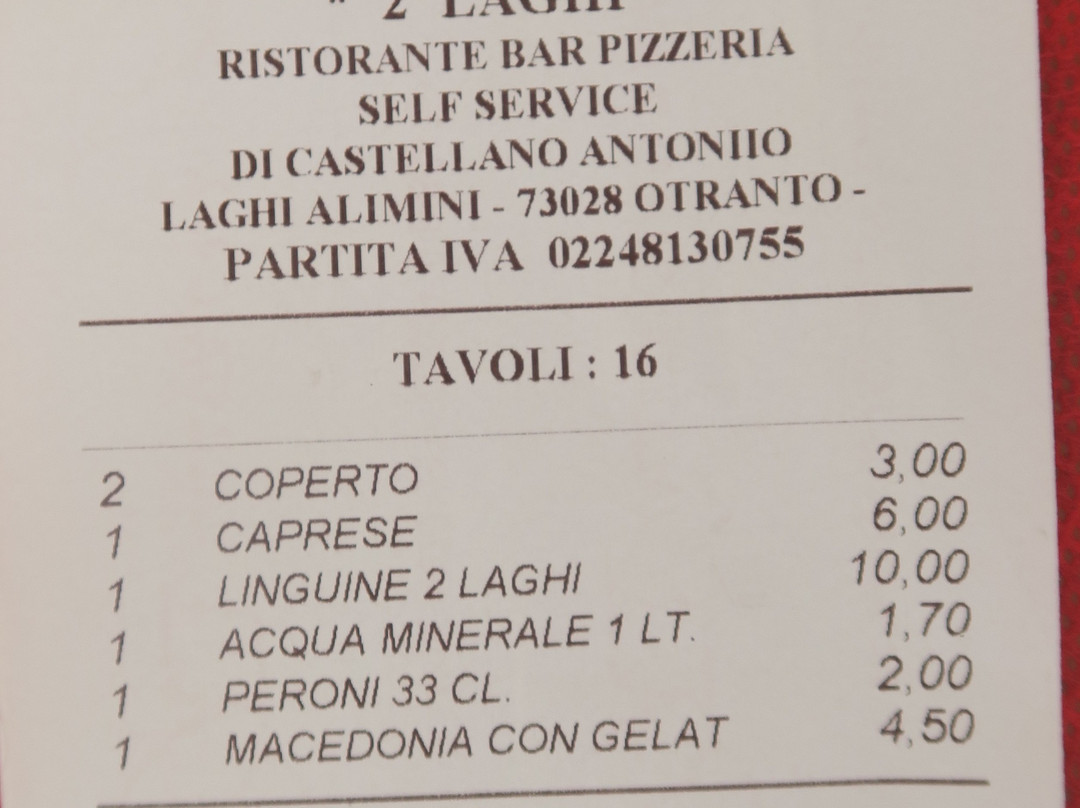 " 2 LAGHI
RISTORANTE BAR PIZZERIA
SELF SERVICE
DI CASTELLANO ANTONIIO
LAGHI ALIMINI - 73028 OTRANTO -
PARTITA IVA 02248130755
TAVOLI : 16
2 COPERTO 3,00
1 CAPRESE 6,00
1 LINGUINE 2 LAGHI 10,00
1 ACQUA MINERALE 1 LT. 1,70
1 PERONI 33 CL. 2,00
1 MACEDONIA CON GELAT 4,50